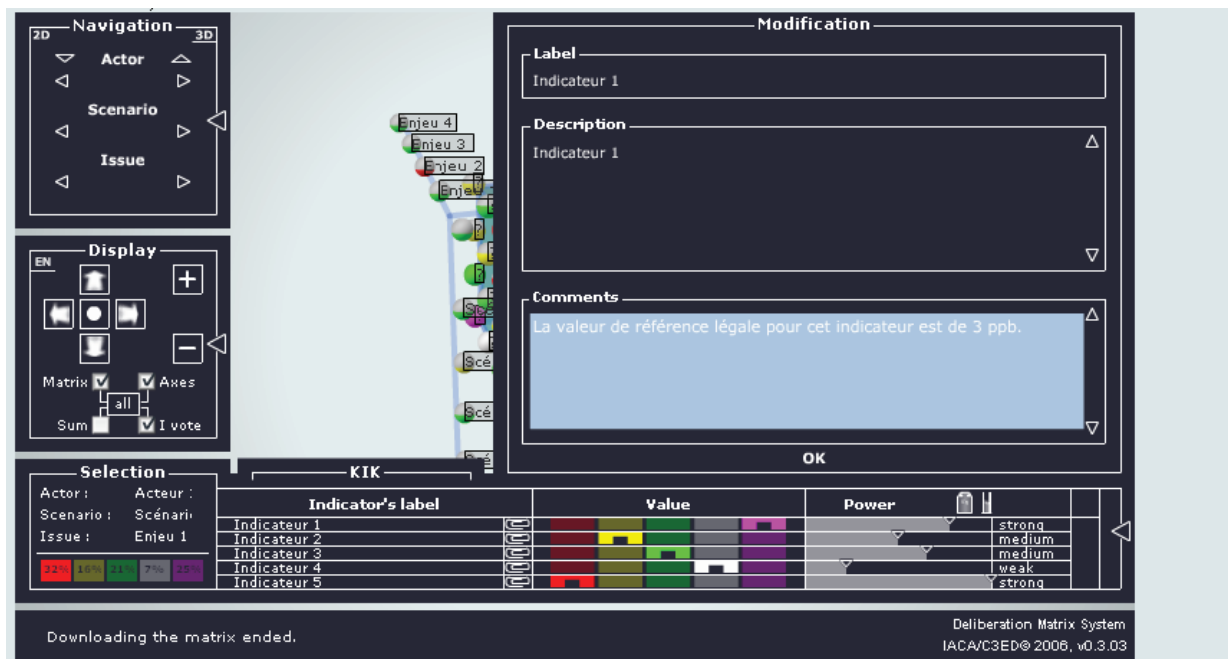 Navigation
2D
3D
Actor
Scenario
Issue
Display
EN
Matrix
Axes
all
Sum
I vote
Enjeu 4
Enjeu 3
Enjeu 2
Enjeu
?
?
?
Scé
Scé
Modification
Label
Indicateur 1
Description
Indicateur 1
Comments
La valeur de référence légale pour cet indicateur est de 3 ppb.
OK
Selection
Actor :
Acteur
Scenario :
Scénari
Issue :
Enjeu 1
32% 16% 21% 7% 25%
KIK
Indicator's label Value Power
Indicateur 1 strong
Indicateur 2 medium
Indicateur 3 medium
Indicateur 4 weak
Indicateur 5 strong
Downloading the matrix ended.
Deliberation Matrix System
IACA/C3ED© 2006, v0.3.03